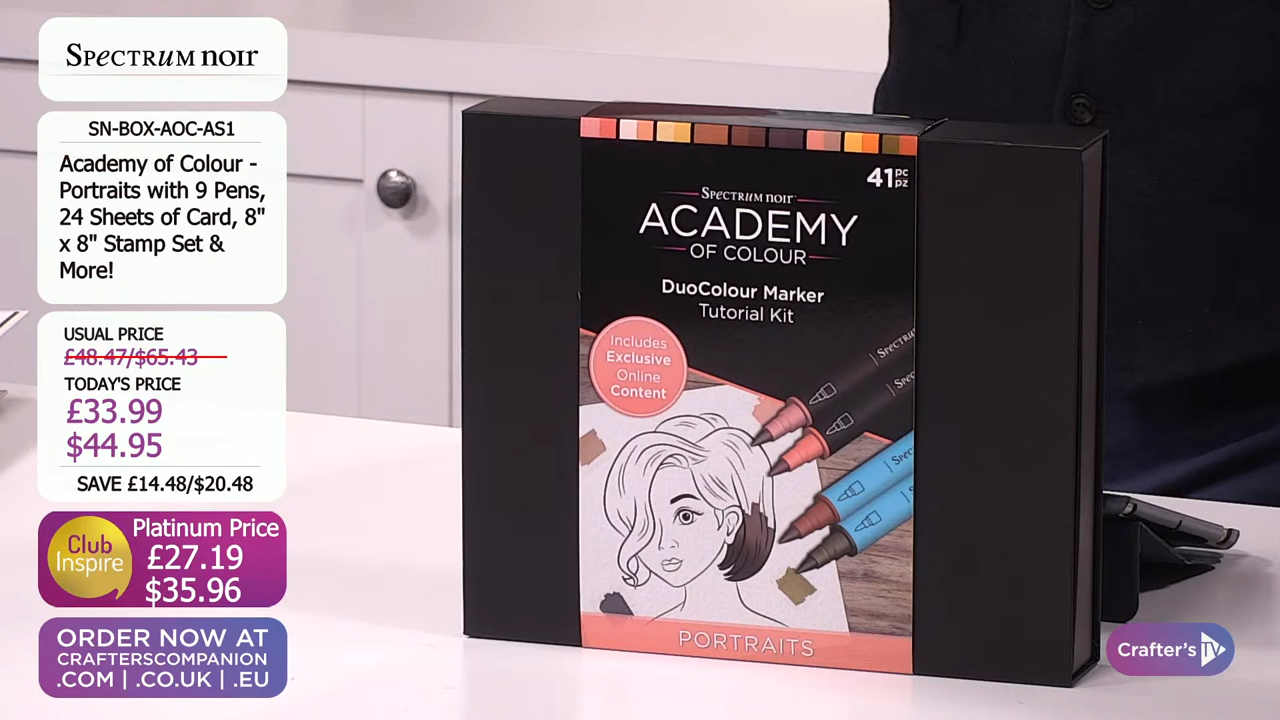 SPECTRUM NOIR
SN-BOX-AOC-AS1
Academy of Colour -
Portraits with 9 Pens,
24 Sheets of Card, 8"
x 8" Stamp Set &
More!
USUAL PRICE
£48.47/$65.43
TODAY'S PRICE
£33.99
$44.95
SAVE £14.48/$20.48
Club
Inspire
Platinum Price
£27.19
$35.96
ORDER NOW AT
CRAFTERSCOMPANION
.COM | .CO.UK | .EU
41 pc
pz
SPECTRUM NOIR
ACADEMY
OF COLOUR
DuoColour Marker
Tutorial Kit
Includes
Exclusive
Online
Content
PORTRAITS
Crafter's TV